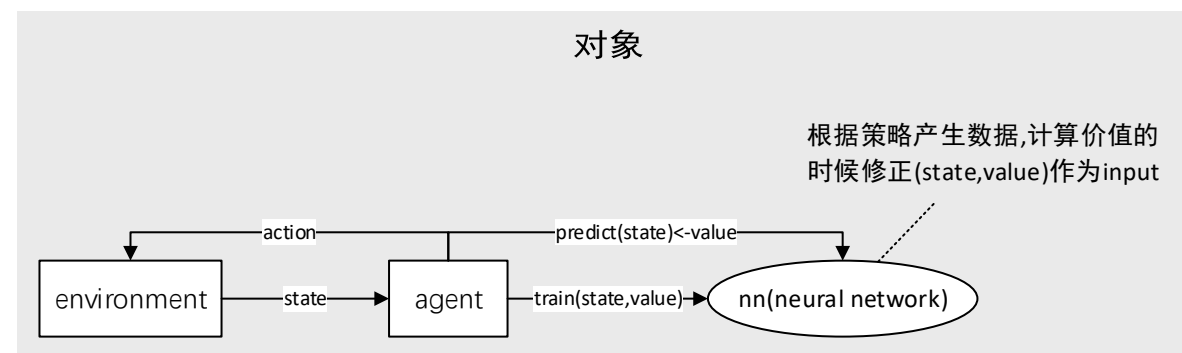 对象
根据策略产生数据,计算价值的
时候修正(state,value)作为input
action
predict(state)<-value
environment
state
agent
train(state,value)
nn(neural network)